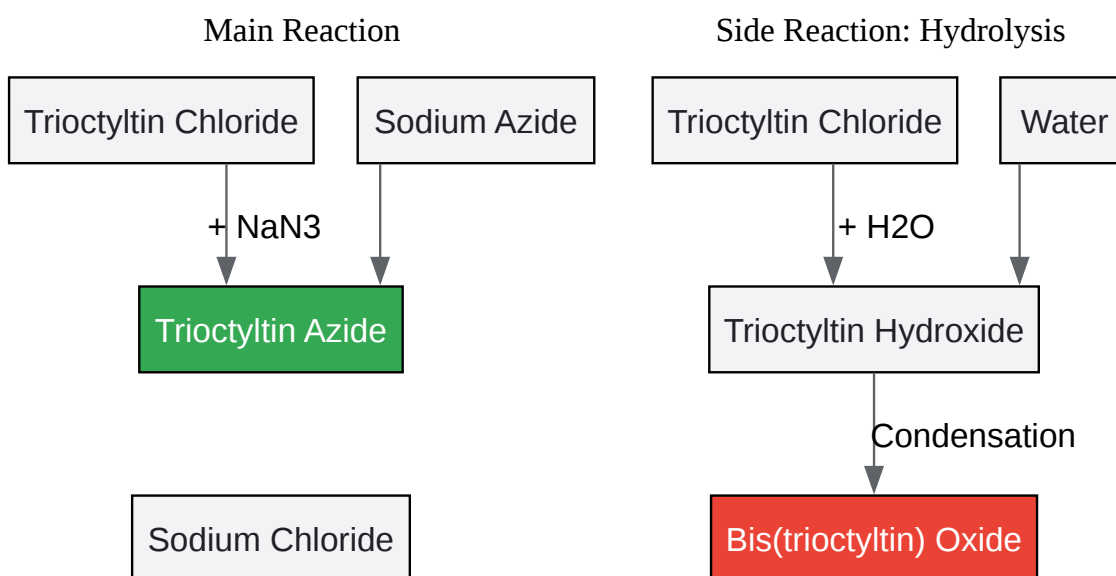 Main Reaction
Trioctyltin Chloride
Sodium Azide
+ NaN3
Trioctyltin Azide
Sodium Chloride
Side Reaction: Hydrolysis
Trioctyltin Chloride
Water
+ H2O
Trioctyltin Hydroxide
Condensation
Bis(trioctyltin) Oxide